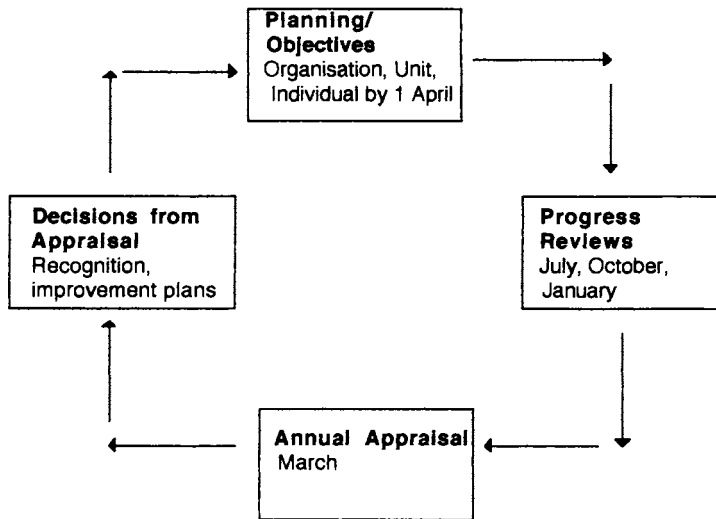 Planning/
Objectives
Organisation, Unit,
Individual by 1 April
Decisions from
Appraisal
Recognition,
improvement plans
Progress
Reviews
July, October,
January
Annual Appraisal
March